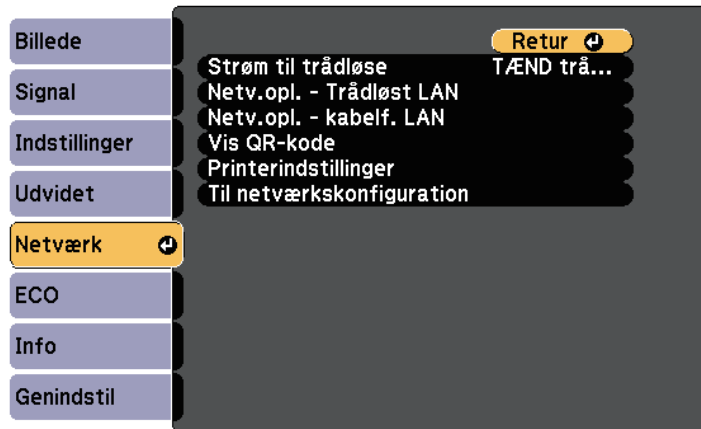 Billede
Signal
Indstillinger
Udvidet
Netværk
ECO
Info
Genindstil
Retur
Strøm til trådløse TÆND trå...
Netv.opl. - Trådløst LAN
Netv.opl. - kabelf. LAN
Vis QR-kode
Printerindstillinger
Til netværkskonfiguration